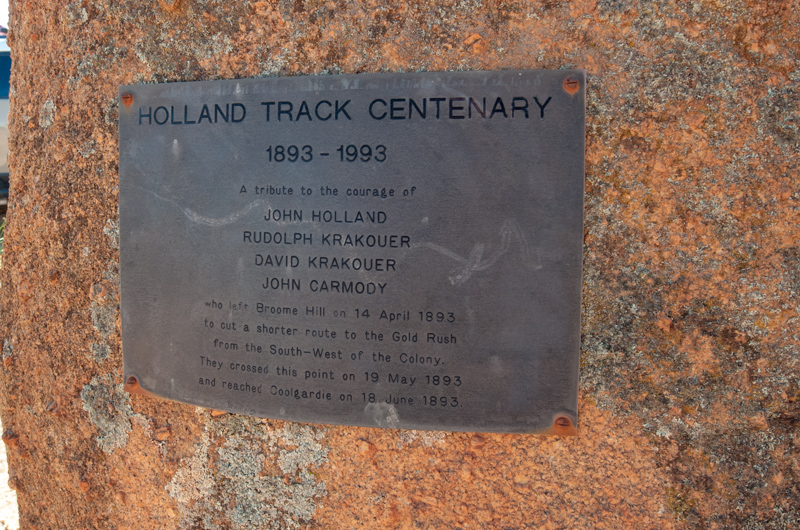 HOLLAND TRACK CENTENARY
1893 - 1993
A tribute to the courage of
JOHN HOLLAND
RUDOLPH KRAKOUER
DAVID KRAKOUER
JOHN CARMODY
who left Broome Hill on 14 April 1893
to cut a shorter route to the Gold Rush
from the South-West of the Colony.
They crossed this point on 19 May 1893
and reached Coolgardie on 18 June 1893.